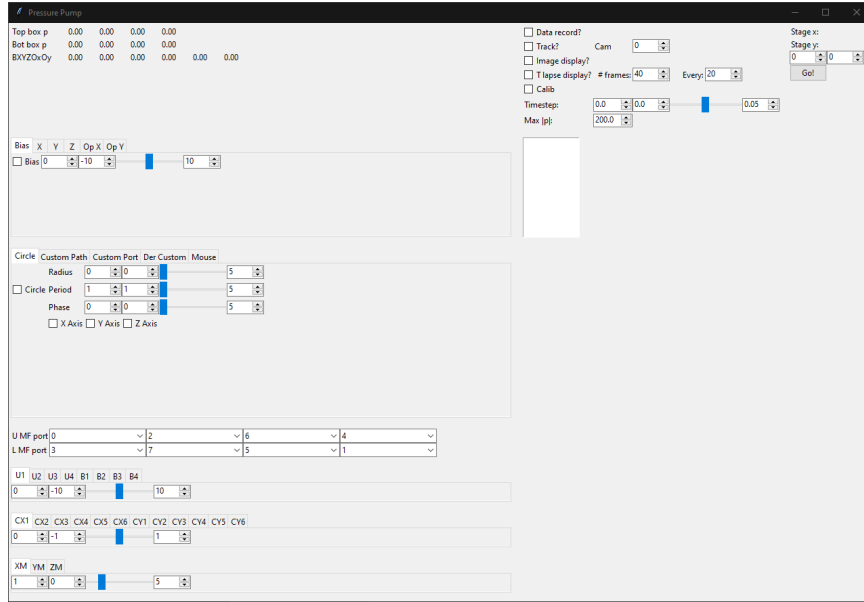 Pressure Pump
Top box p 0.00 0.00 0.00 0.00
Bot box p 0.00 0.00 0.00 0.00
BXYZOxOy 0.00 0.00 0.00 0.00 0.00 0.00
Data record?
Track? Cam 0
Image display?
T lapse display? # frames: 40 Every: 20
Calib
Timestep: 0.0 0.0 0.05
Max |p|: 200.0
Stage x:
Stage y:
0 0
Go!
Bias X Y Z Op X Op Y
Bias 0 -10 10
Circle Custom Path Custom Port Der Custom Mouse
Radius 0 0 5
Circle Period 1 1 5
Phase 0 0 5
X Axis Y Axis Z Axis
U MF port 0 2 6 4
L MF port 3 7 5 1
U1 U2 U3 U4 B1 B2 B3 B4
0 -10 10
CX1 CX2 CX3 CX4 CX5 CX6 CY1 CY2 CY3 CY4 CY5 CY6
0 -1 1
XM YM ZM
1 0 5